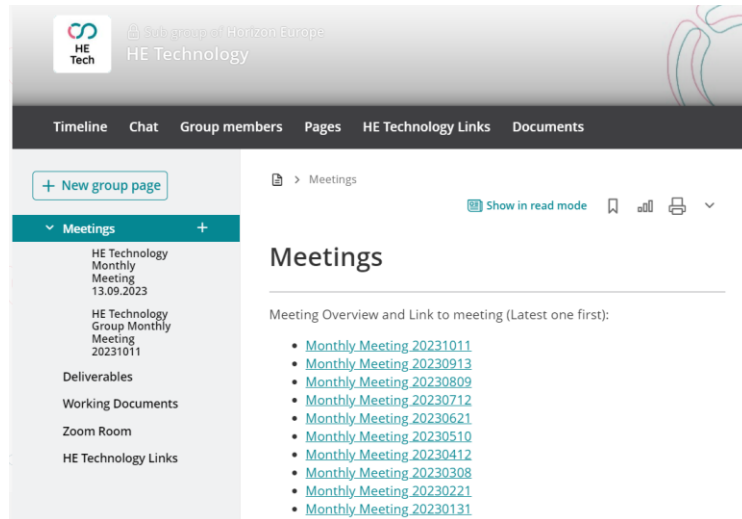 HE
Tech
Sub group of Horizon Europe
HE Technology
Timeline Chat Group members Pages HE Technology Links Documents
+ New group page
Meetings +
HE Technology
Monthly
Meeting
13.09.2023
HE Technology
Group Monthly
Meeting
20231011
Deliverables
Working Documents
Zoom Room
HE Technology Links
> Meetings
Show in read mode
Meetings
Meeting Overview and Link to meeting (Latest one first):
• Monthly Meeting 20231011
• Monthly Meeting 20230913
• Monthly Meeting 20230809
• Monthly Meeting 20230712
• Monthly Meeting 20230621
• Monthly Meeting 20230510
• Monthly Meeting 20230412
• Monthly Meeting 20230308
• Monthly Meeting 20230221
• Monthly Meeting 20230131